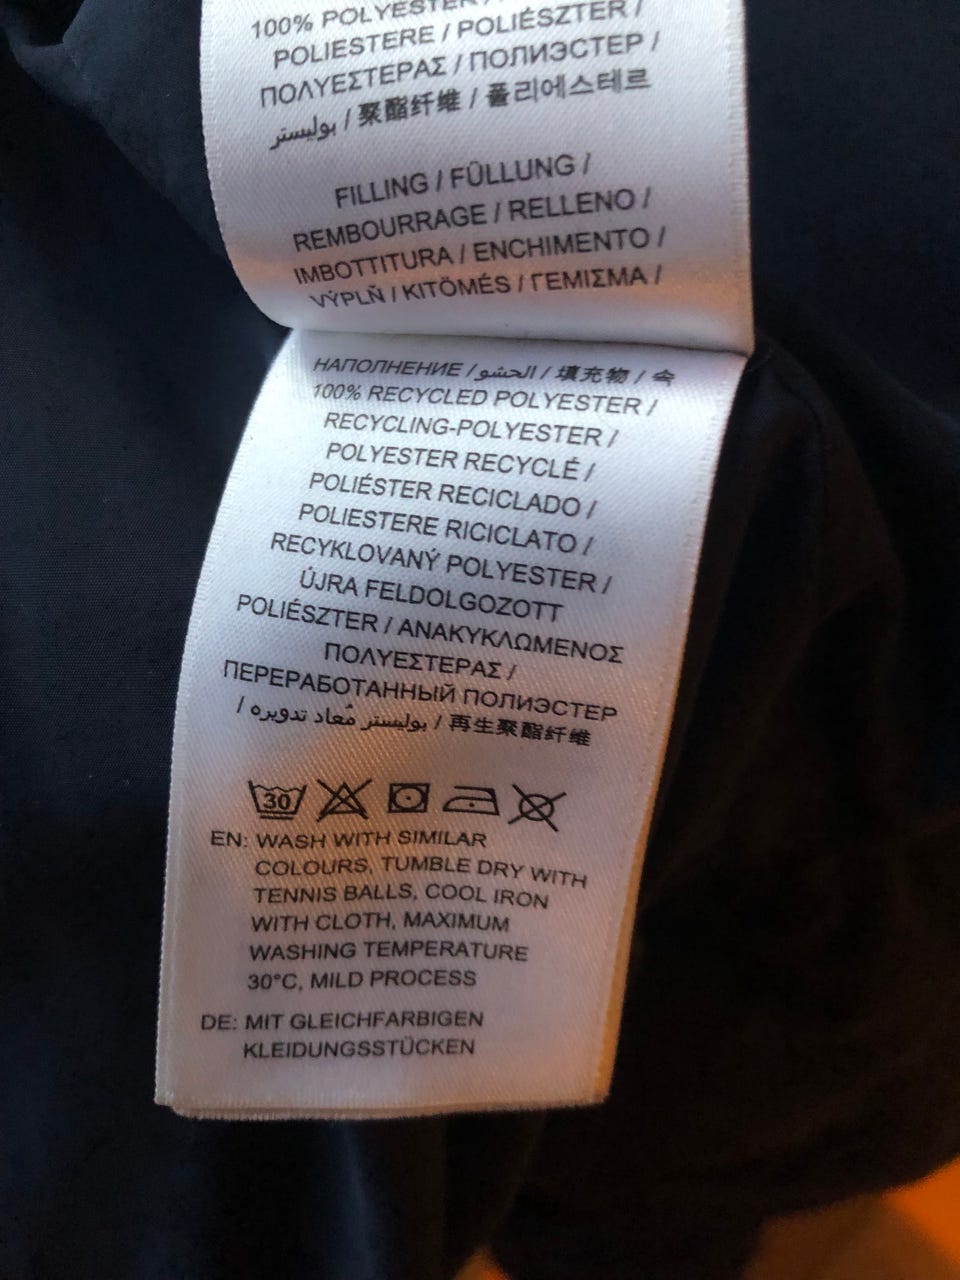 100% POLYESTER /
POLIESTERE / POLIÉSZTER /
ΠΟΛΥΕΣΤΕΡΑΣ / ПОЛИЭСТЕР /
بوليستر / 聚酯纤维 / 폴리에스테르
FILLING / FÜLLUNG /
REMBOURRAGE / RELLENO /
IMBOTTITURA / ENCHIMENTO /
VÝPLŇ / KITÖMÉS / ΓΕΜΙΣΜΑ /
НАПОЛНЕНИЕ / الحشو / 填充物 / 속
100% RECYCLED POLYESTER /
RECYCLING-POLYESTER /
POLYESTER RECYCLÉ /
POLIÉSTER RECICLADO /
POLIESTERE RICICLATO /
RECYKLOVANÝ POLYESTER /
ÚJRA FELDOLGOZOTT
POLIÉSZTER / ΑΝΑΚΥΚΛΩΜΕΝΟΣ
ΠΟΛΥΕΣΤΕΡΑΣ /
ПЕРЕРАБОТАННЫЙ ПОЛИЭСТЕР
/ بوليستر مُعاد تدويره / 再生聚酯纤维
30
EN: WASH WITH SIMILAR
COLOURS, TUMBLE DRY WITH
TENNIS BALLS, COOL IRON
WITH CLOTH, MAXIMUM
WASHING TEMPERATURE
30°C, MILD PROCESS
DE: MIT GLEICHFARBIGEN
KLEIDUNGSSTÜCKEN